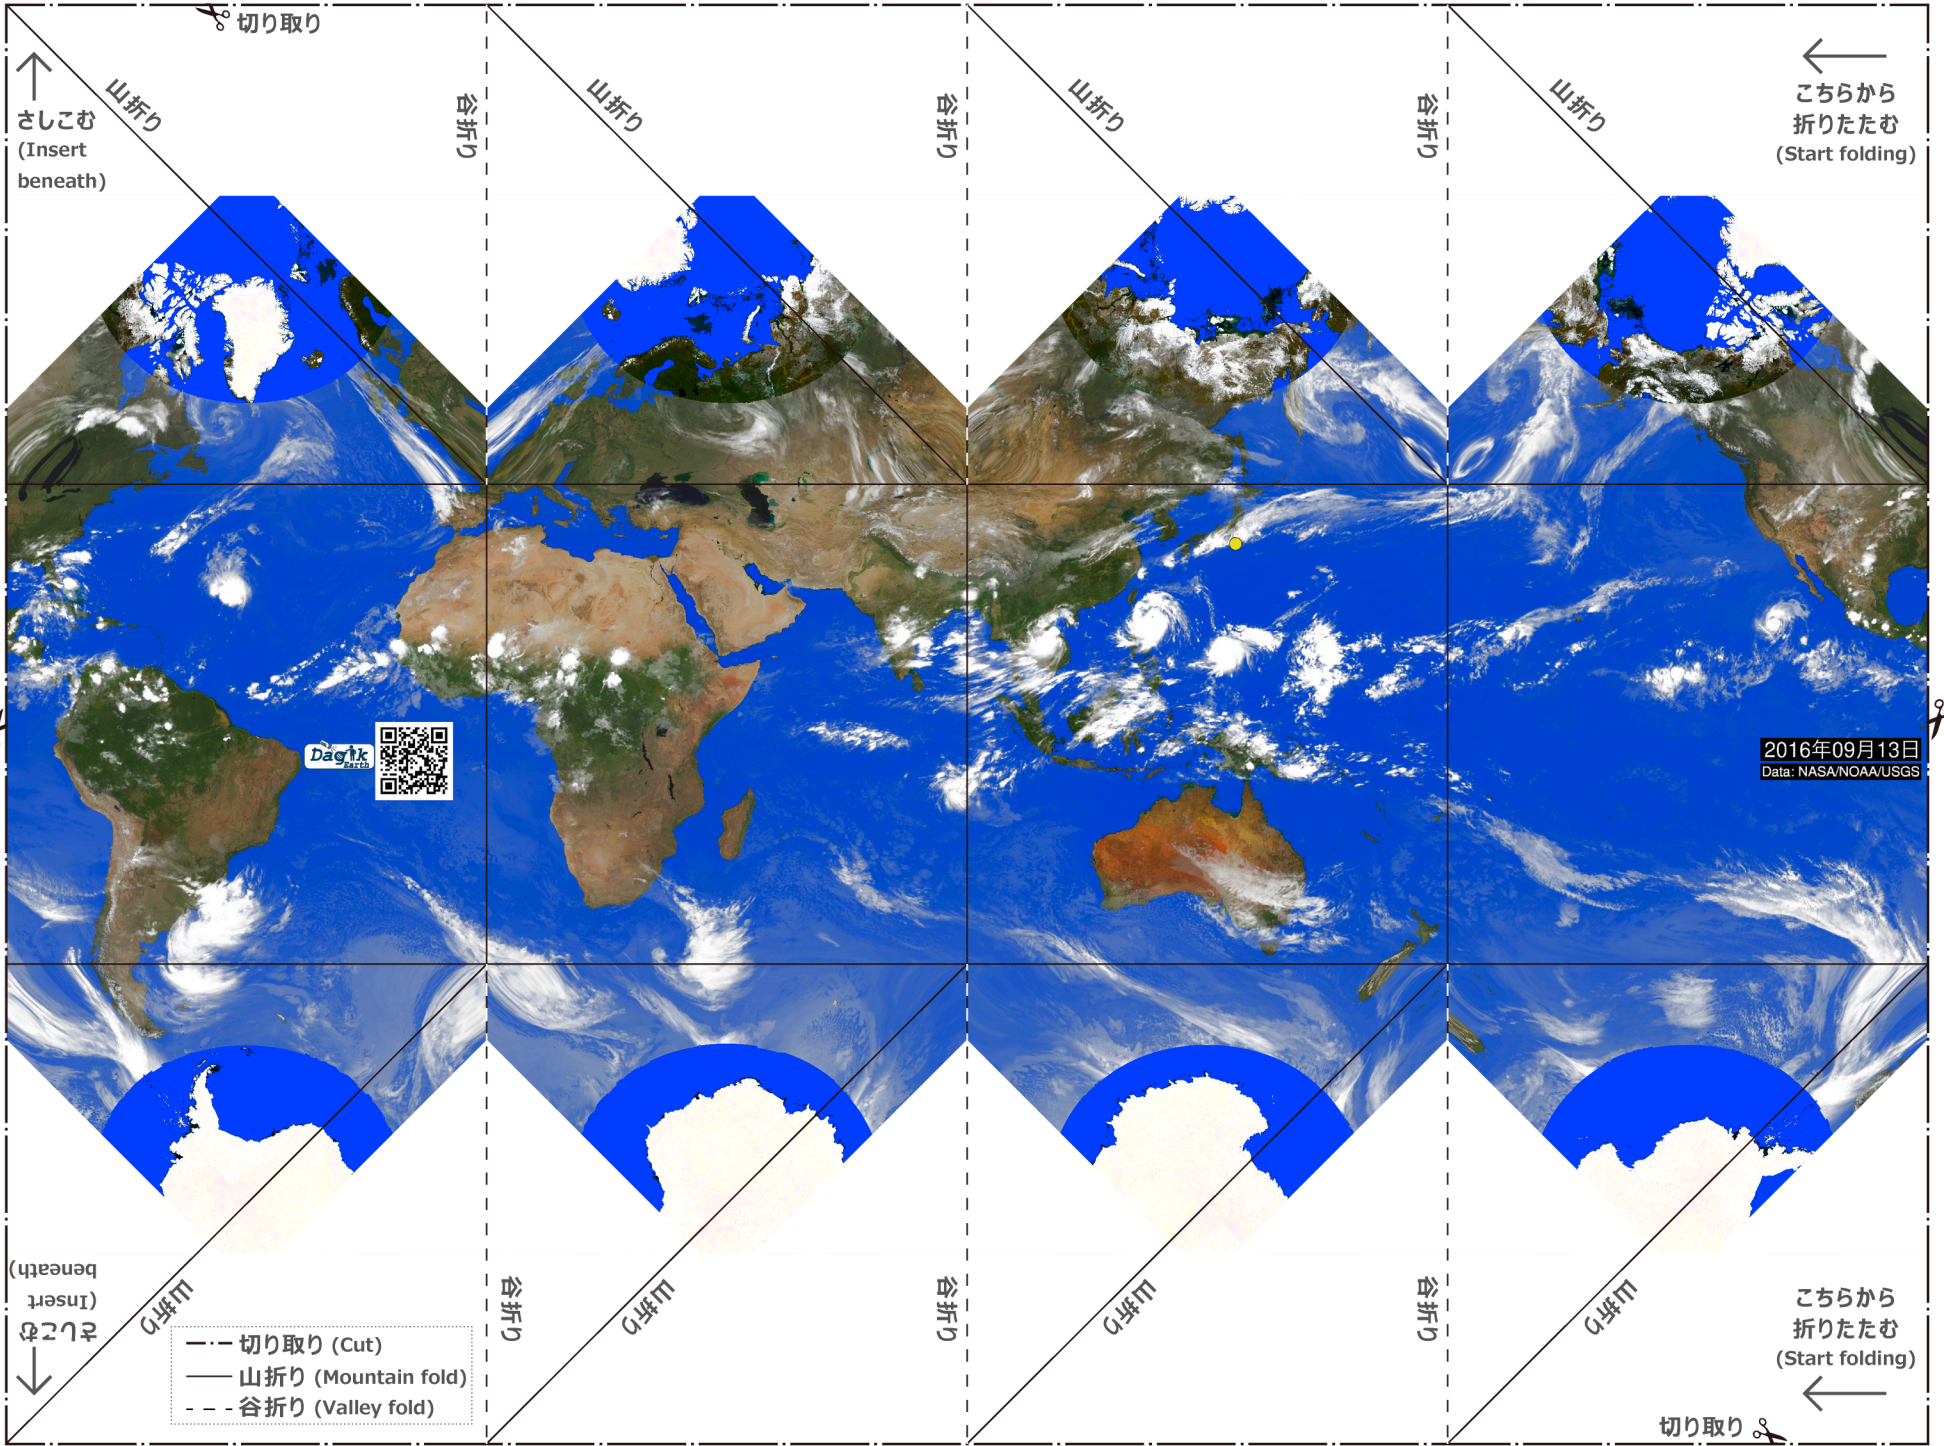 切り取り
山折り
谷折り
山折り
谷折り
山折り
谷折り
山折り
こちらから
折りたたむ
(Start folding)
さしこむ
(Insert
beneath)
Dagik
Earth
2016年09月13日
Data: NASA/NOAA/USGS
さしこむ
(Insert
beneath)
山折り
谷折り
山折り
谷折り
山折り
谷折り
山折り
こちらから
折りたたむ
(Start folding)
切り取り (Cut)
山折り (Mountain fold)
谷折り (Valley fold)
切り取り